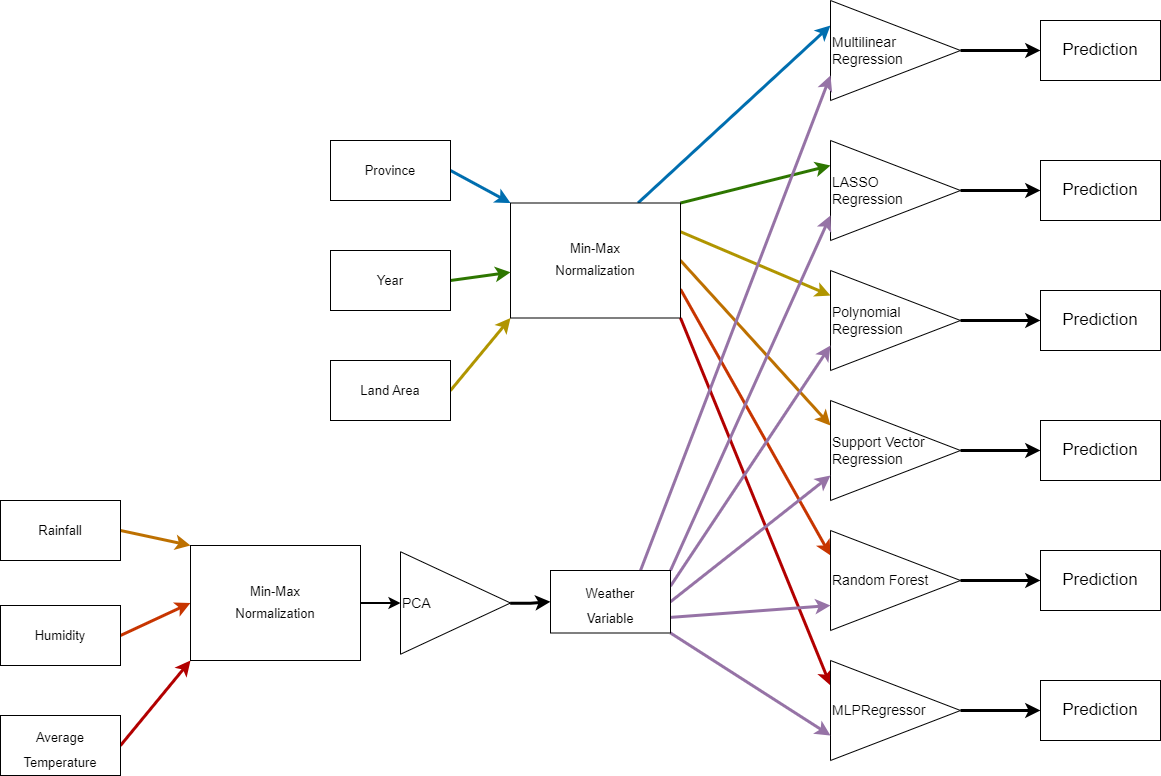 Multilinear
Regression
Prediction
Province
LASSO
Regression
Prediction
Min-Max
Normalization
Year
Polynomial
Regression
Prediction
Land Area
Support Vector
Regression
Prediction
Rainfall
Min-Max
Normalization
Humidity
PCA
Weather
Variable
Random Forest
Prediction
Average
Temperature
MLPRegressor
Prediction